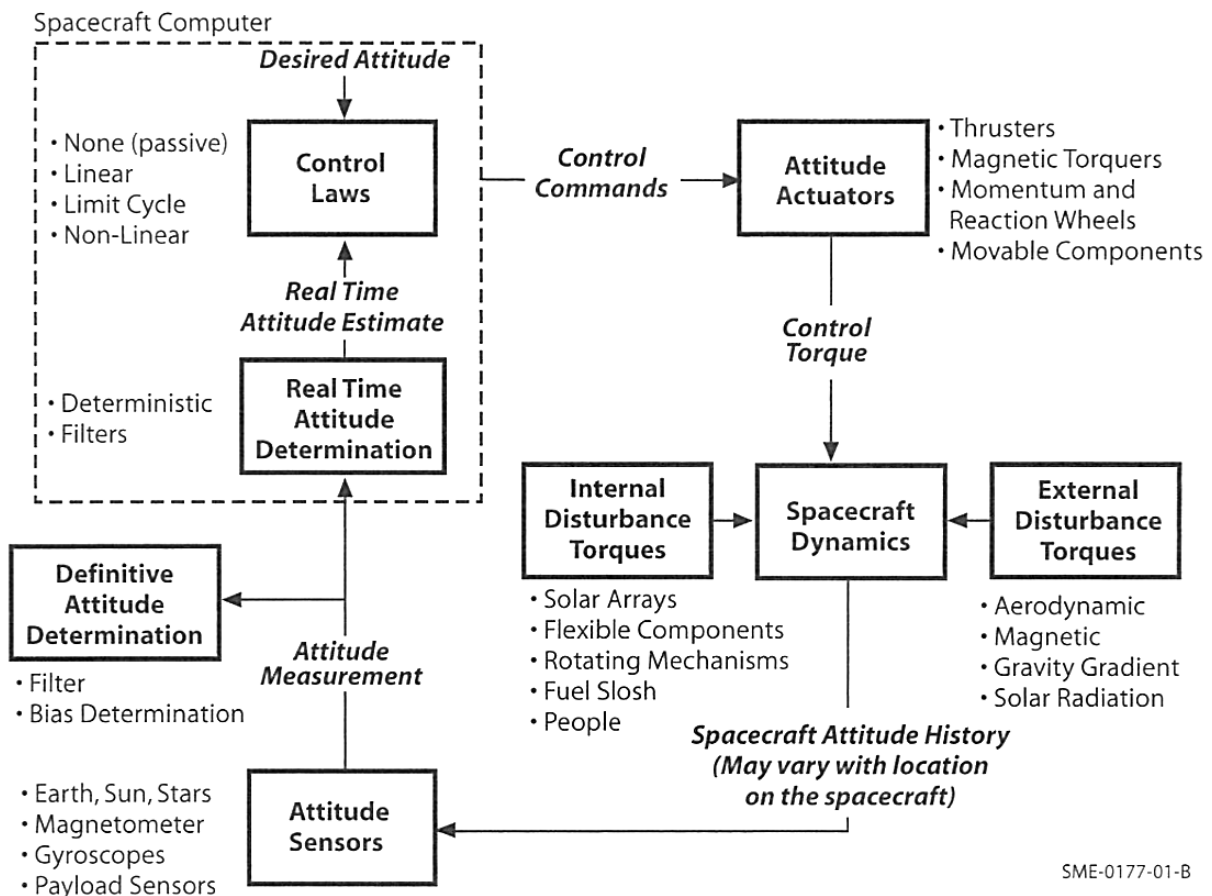 Spacecraft Computer
Desired Attitude
• None (passive)
• Linear
• Limit Cycle
• Non-Linear
Control
Laws
Control
Commands
Attitude
Actuators
• Thrusters
• Magnetic Torquers
• Momentum and
Reaction Wheels
• Movable Components
Real Time
Attitude Estimate
Control
Torque
• Deterministic
• Filters
Real Time
Attitude
Determination
Internal
Disturbance
Torques
Spacecraft
Dynamics
External
Disturbance
Torques
Definitive
Attitude
Determination
• Filter
• Bias Determination
Attitude
Measurement
• Solar Arrays
• Flexible Components
• Rotating Mechanisms
• Fuel Slosh
• People
• Aerodynamic
• Magnetic
• Gravity Gradient
• Solar Radiation
Spacecraft Attitude History
(May vary with location
on the spacecraft)
• Earth, Sun, Stars
• Magnetometer
• Gyroscopes
• Payload Sensors
Attitude
Sensors
SME-0177-01-B